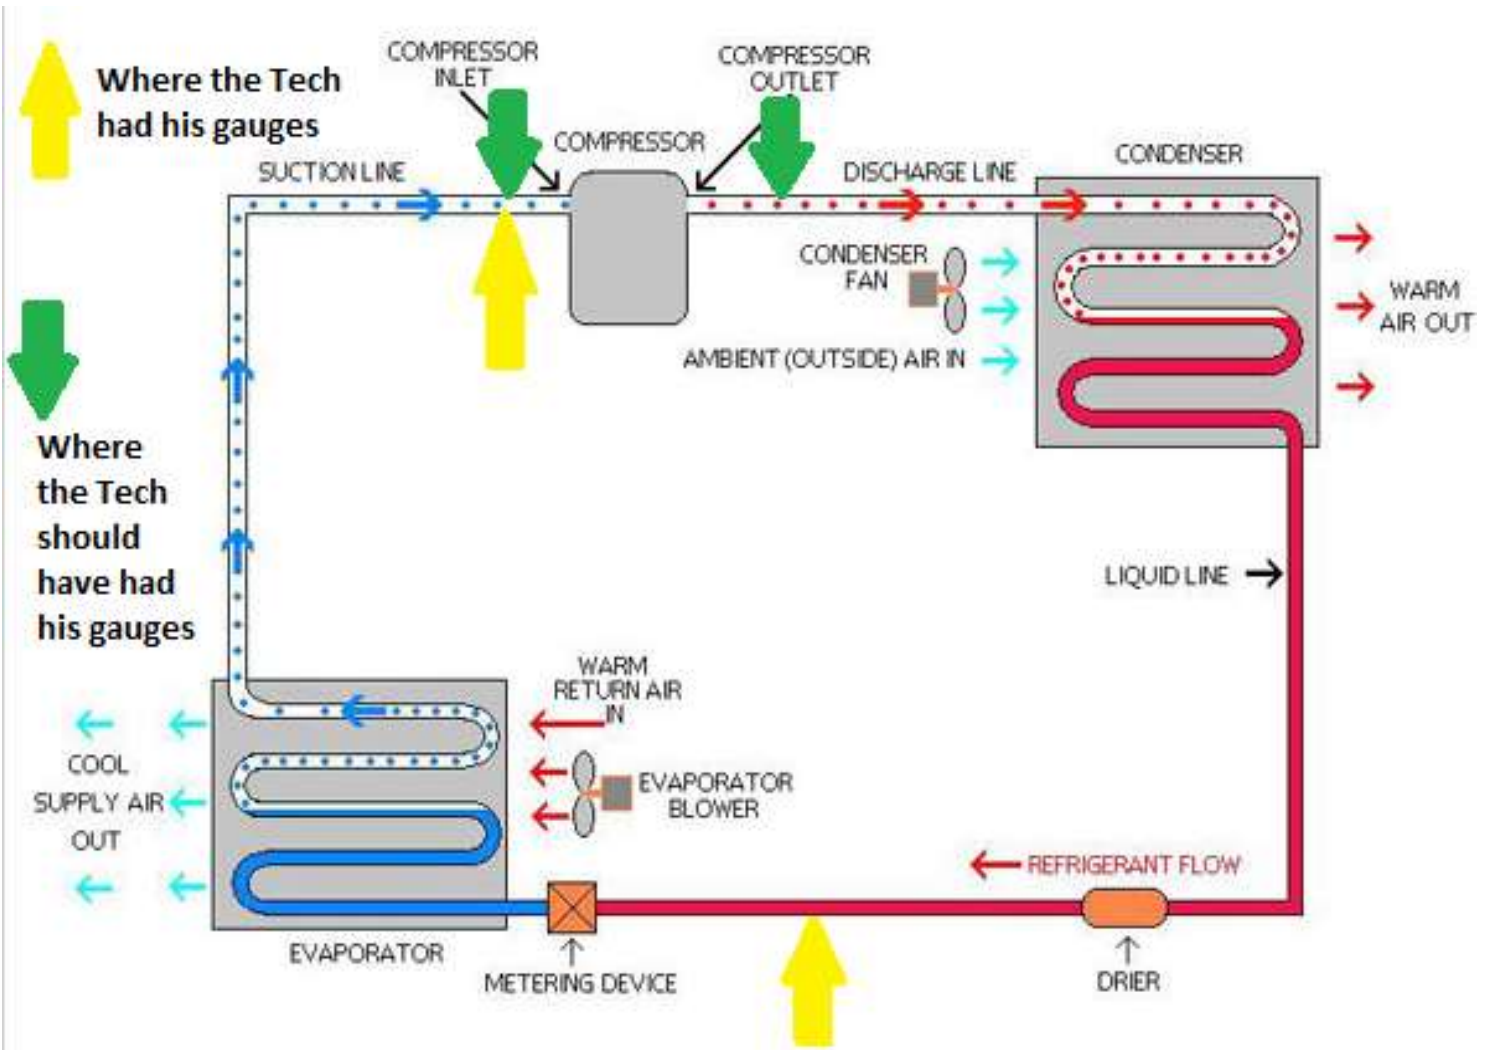 Where the Tech
had his gauges
COMPRESSOR
INLET
COMPRESSOR
OUTLET
COMPRESSOR
SUCTION LINE
DISCHARGE LINE
CONDENSER
CONDENSER
FAN
WARM
AIR OUT
AMBIENT (OUTSIDE) AIR IN
Where
the Tech
should
have had
his gauges
LIQUID LINE
WARM
RETURN AIR
IN
COOL
SUPPLY AIR
OUT
EVAPORATOR
BLOWER
REFRIGERANT FLOW
EVAPORATOR
METERING DEVICE
DRIER